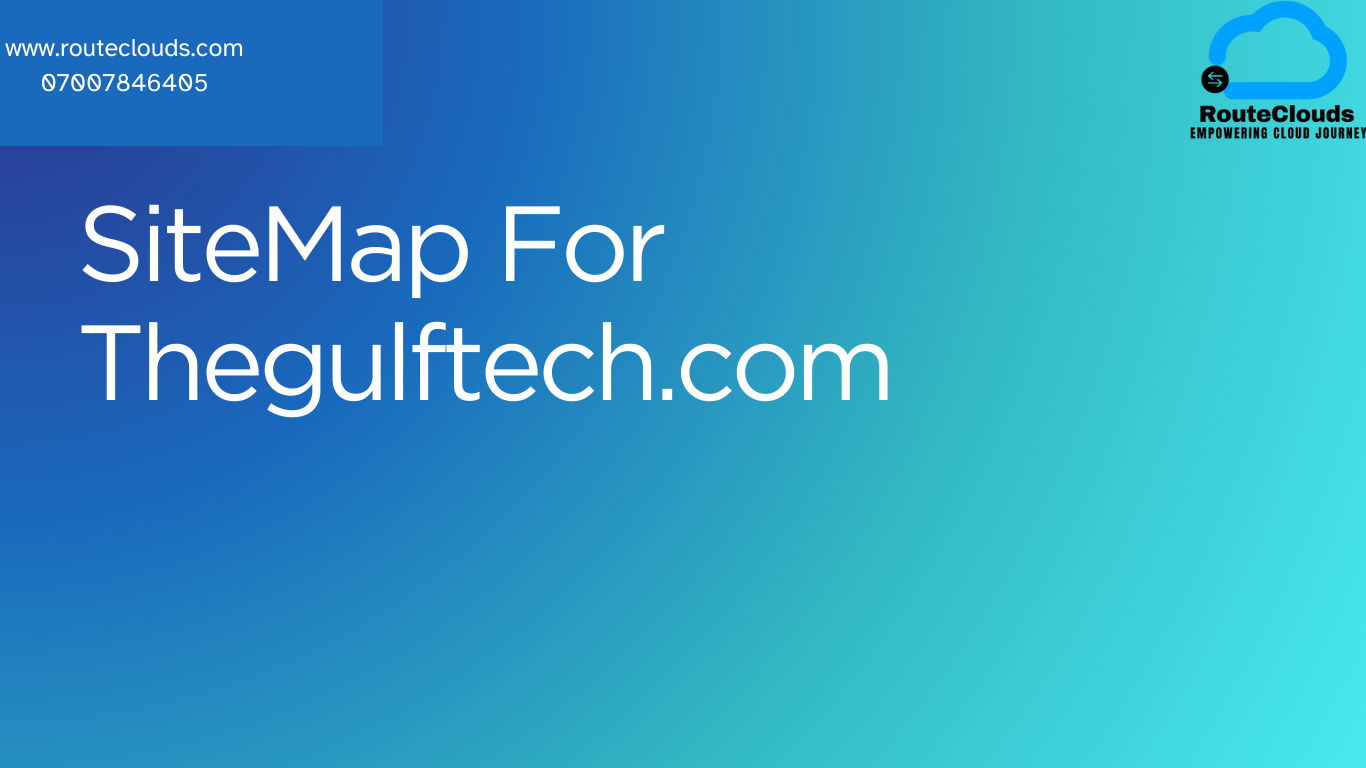 www.routeclouds.com
07007846405
RouteClouds
EMPOWERING CLOUD JOURNEY
SiteMap For
Thegulftech.com